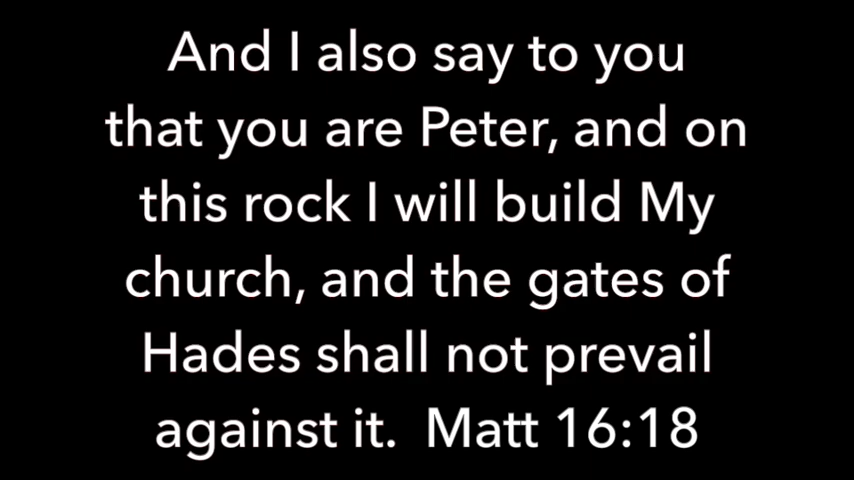 And I also say to you
that you are Peter, and on
this rock I will build My
church, and the gates of
Hades shall not prevail
against it.  Matt 16:18